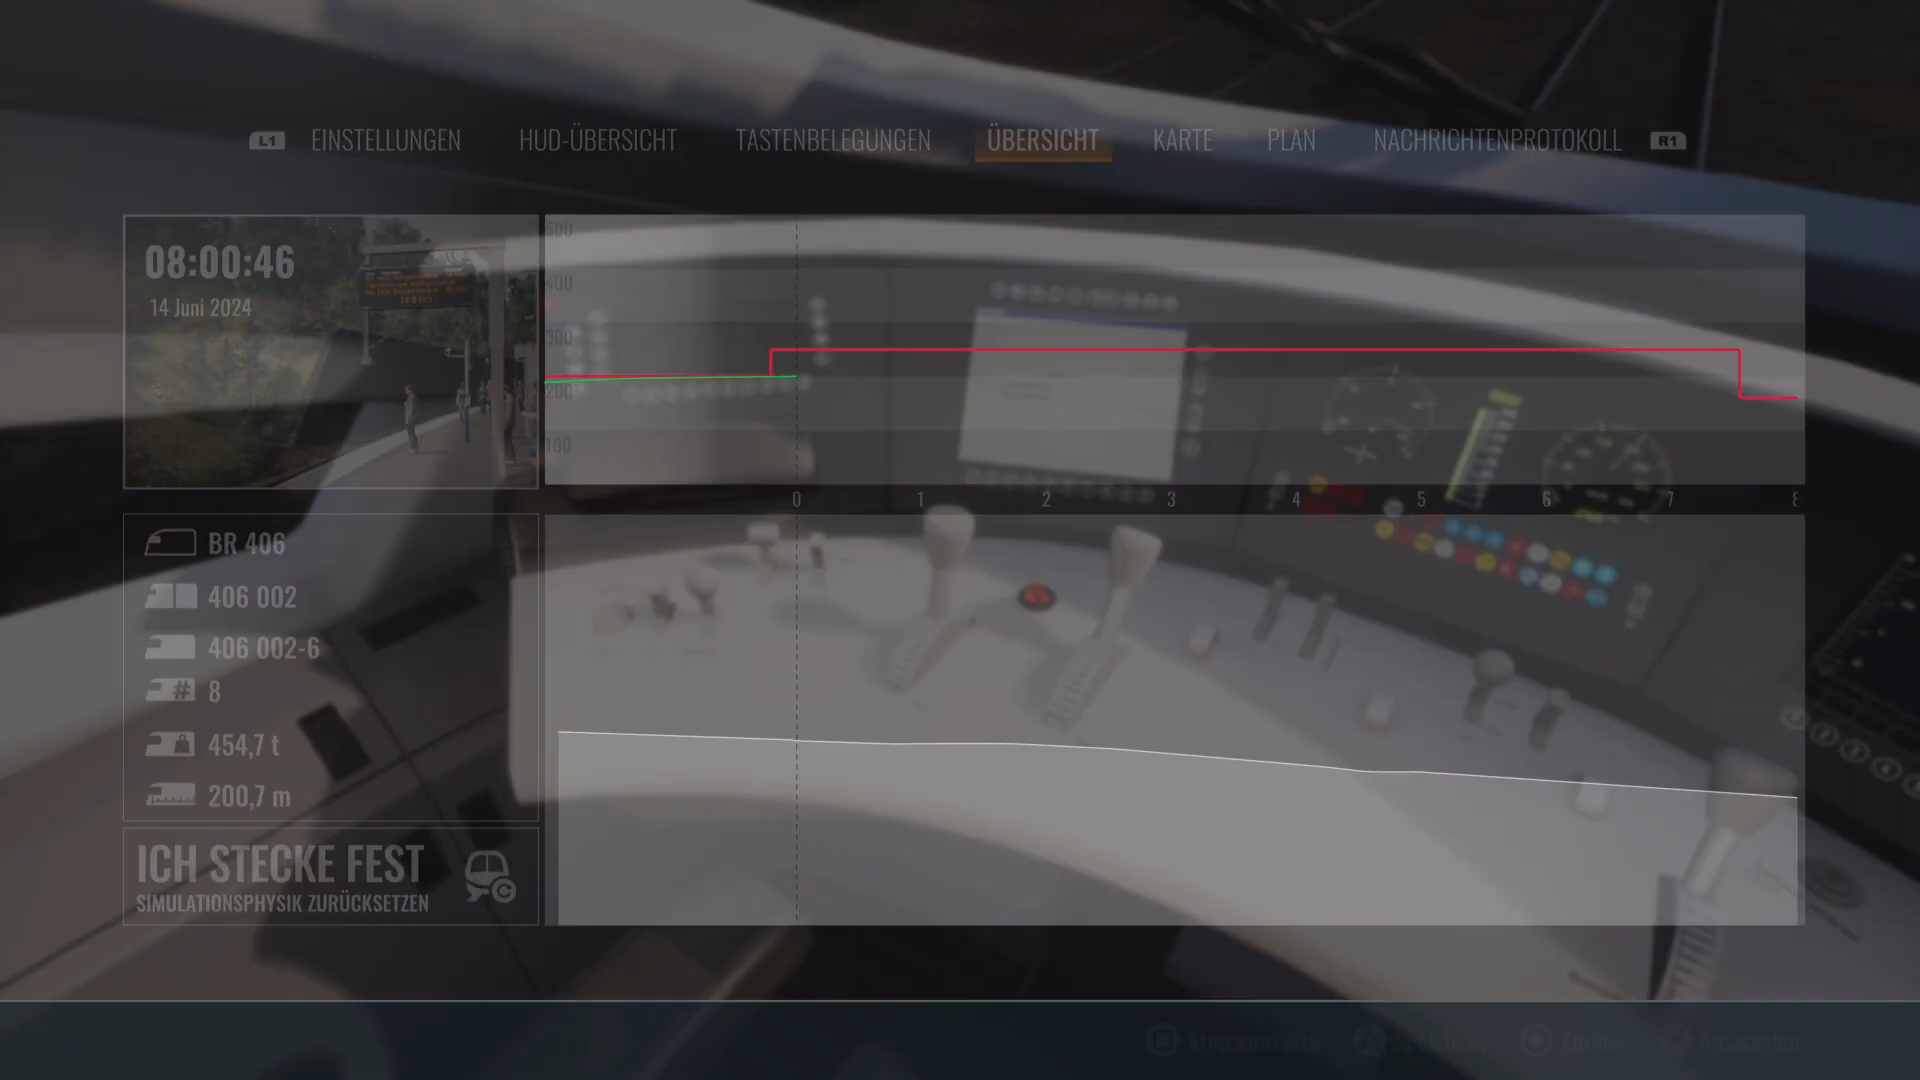 L1 EINSTELLUNGEN HUD-ÜBERSICHT TASTENBELEGUNGEN ÜBERSICHT KARTE PLAN NACHRICHTENPROTOKOLL R1
08:00:46
14 Juni 2024
500
400
300
200
100
0 1 2 3 4 5 6 7 8
BR 406
406 002
406 002-6
# 8
454,7 t
200,7 m
ICH STECKE FEST
SIMULATIONSPHYSIK ZURÜCKSETZEN